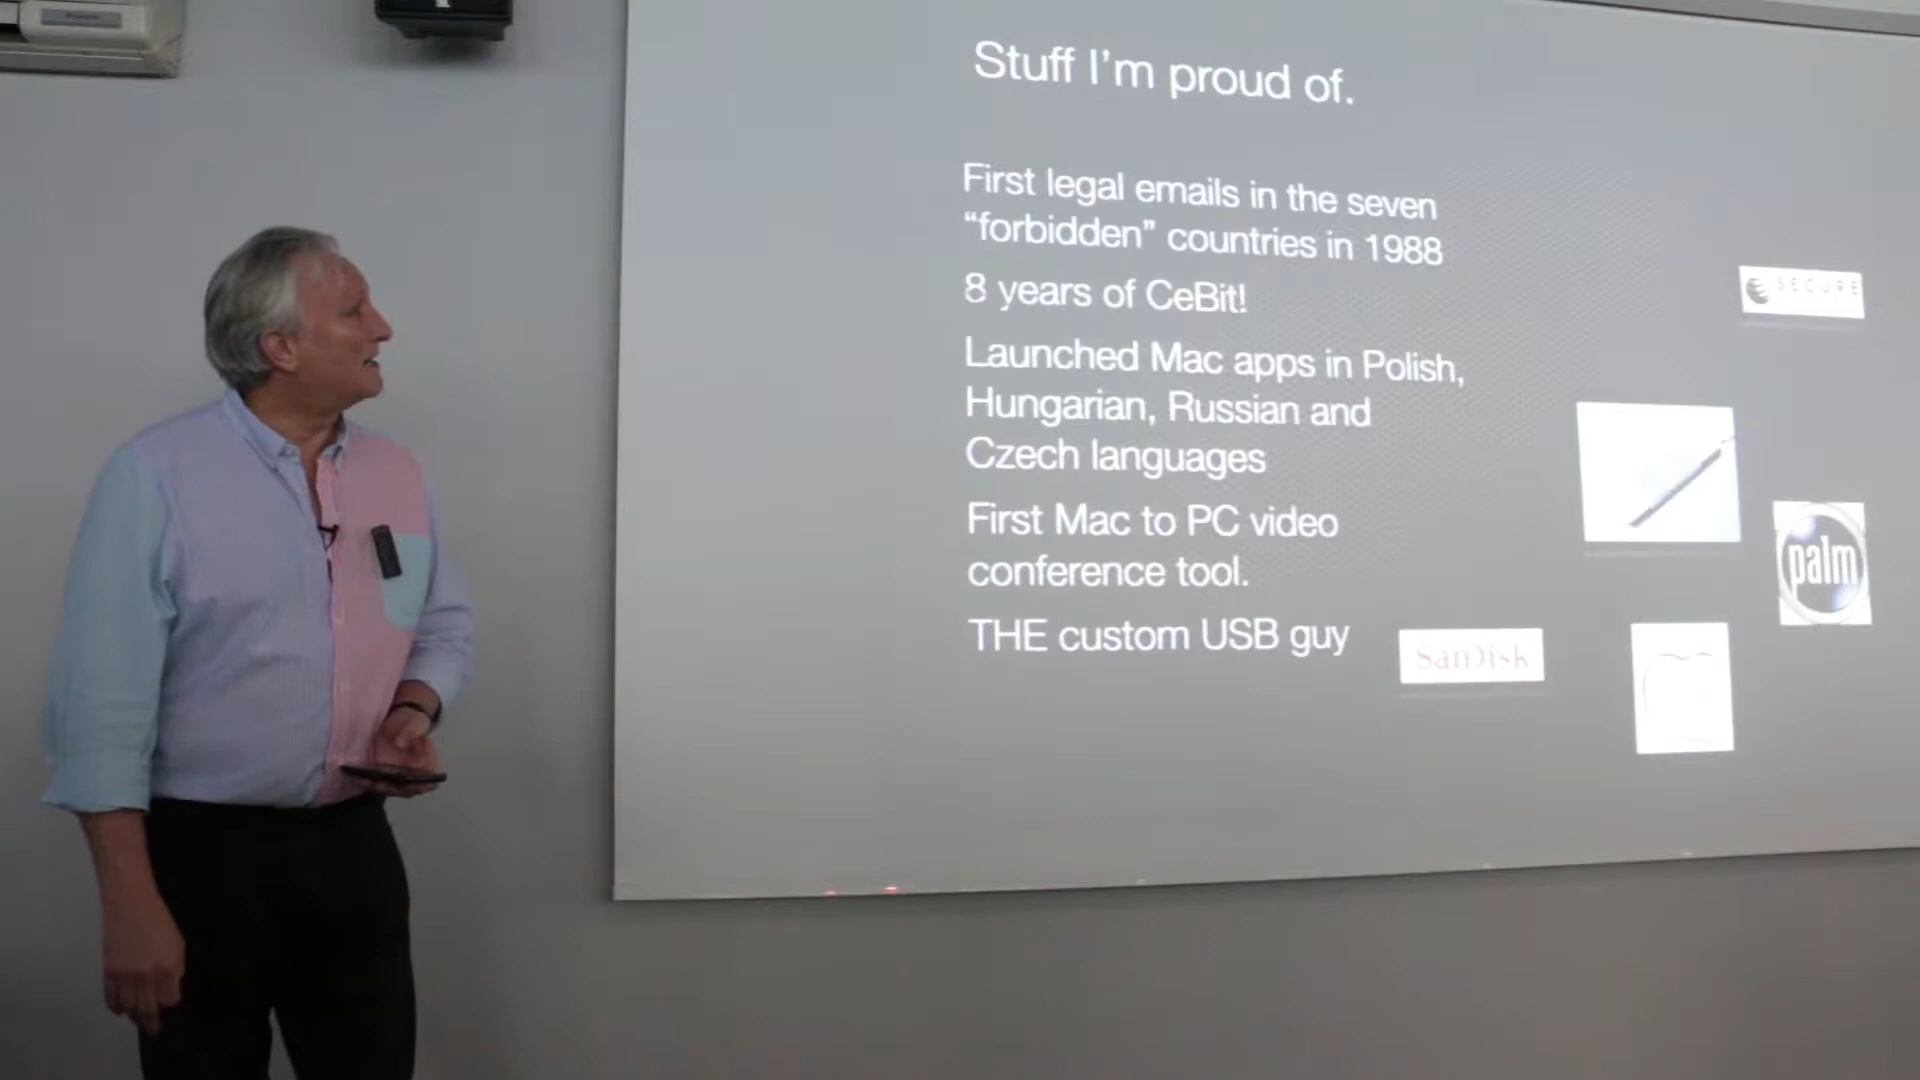 Stuff I'm proud of.
First legal emails in the seven
“forbidden” countries in 1988
8 years of CeBit!
Launched Mac apps in Polish,
Hungarian, Russian and
Czech languages
First Mac to PC video
conference tool.
THE custom USB guy
SECURE
palm
SanDisk